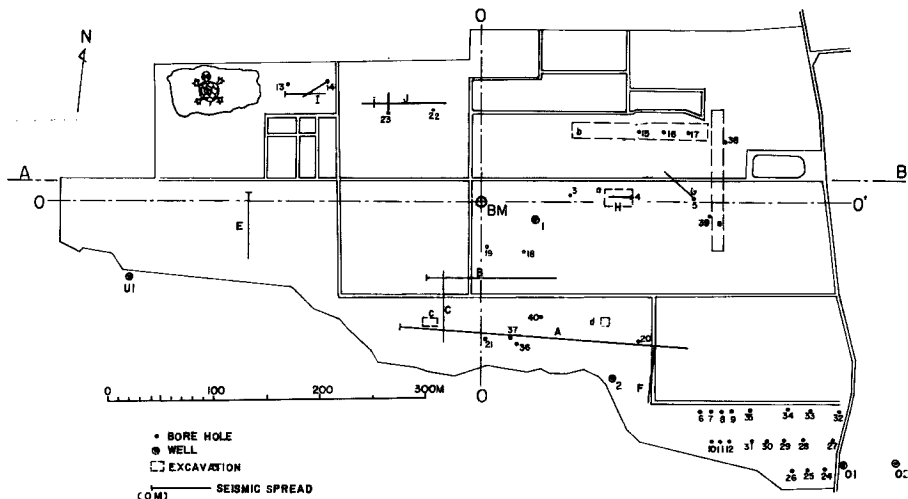 O
N
13
14
I
i
J
23
22
b
15
16
17
38
A
B
O
O'
E
BM
3
a
4
H
5
39
1
19
18
U1
B
C
c
40
d
A
37
21
36
20
2
F
O
0 100 200 300M
6 7 8 9 35 34 33 32
10 11 12 31 30 29 28 27
26 25 24 O1
BORE HOLE
WELL
EXCAVATION
SEISMIC SPREAD
(0M)